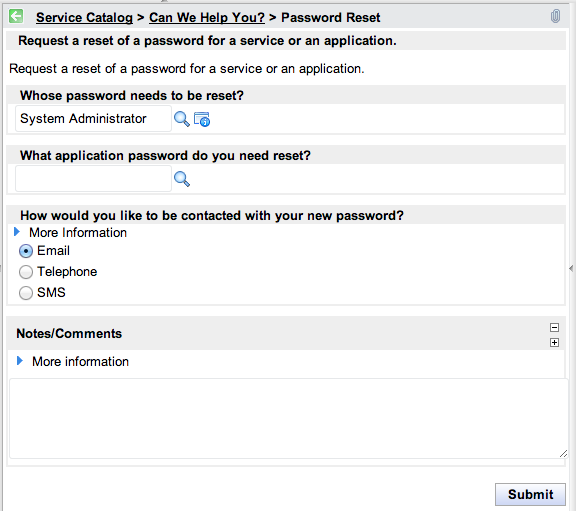 Service Catalog > Can We Help You? > Password Reset
Request a reset of a password for a service or an application.
Request a reset of a password for a service or an application.
Whose password needs to be reset?
System Administrator
What application password do you need reset?
How would you like to be contacted with your new password?
More Information
Email
Telephone
SMS
Notes/Comments
More information
Submit